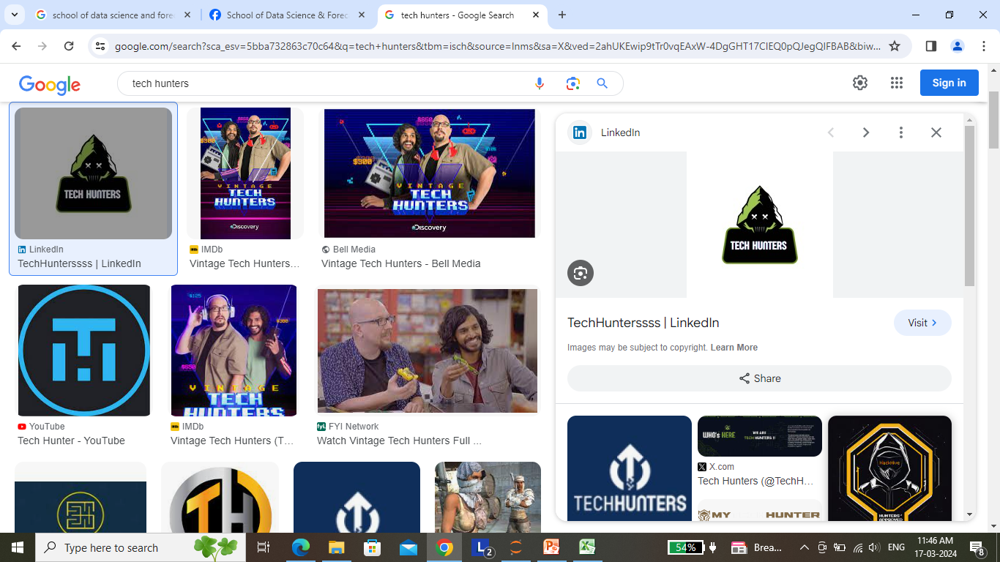 school of data science and fore
School of Data Science & Forec
tech hunters - Google Search
google.com/search?sca_esv=5bba732863c70c64&q=tech+hunters&tbm=isch&source=lnms&sa=X&ved=2ahUKEwip9tTr0vqEAxW-4DgGHT17CIEQ0pQJegQIFBAB&biw...
Google
tech hunters
Sign in
TECH HUNTERS
LinkedIn
TechHunterssss | LinkedIn
$650
$300
VINTAGE
TECH
HUNTERS
Discovery
IMDb
Vintage Tech Hunters...
$650
$300
VINTAGE
TECH
HUNTERS
Discovery
Bell Media
Vintage Tech Hunters - Bell Media
LinkedIn
TECH HUNTERS
TechHunterssss | LinkedIn
Visit
Images may be subject to copyright. Learn More
Share
TH
YouTube
Tech Hunter - YouTube
$125
$300
$650
VINTAGE
TECH
HUNTERS
IMDb
Vintage Tech Hunters (T...
FYI Network
Watch Vintage Tech Hunters Full ...
TECHHUNTERS
WHO's HERE
WE ARE
TECH HUNTERS !!
X.com
Tech Hunters (@TechH...
MY HUNTER
HackHive
HUNTERS'
APPROVED
TH
Type here to search
2
54%
Brea...
ENG
11:46 AM
17-03-2024
8